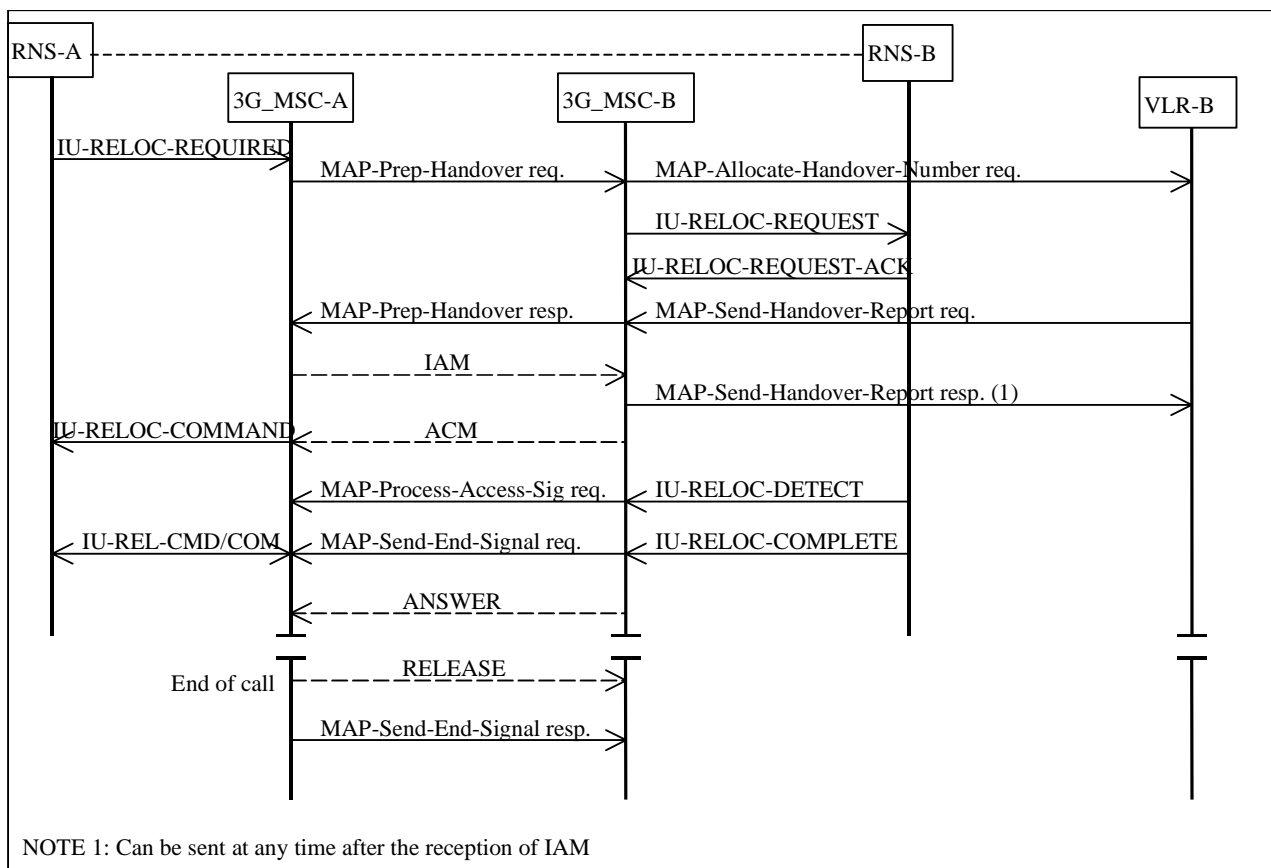 RNS-A
RNS-B
3G_MSC-A
3G_MSC-B
VLR-B
IU-RELOC-REQUIRED
MAP-Prep-Handover req.
MAP-Allocate-Handover-Number req.
IU-RELOC-REQUEST
IU-RELOC-REQUEST-ACK
MAP-Prep-Handover resp.
MAP-Send-Handover-Report req.
IAM
MAP-Send-Handover-Report resp. (1)
IU-RELOC-COMMAND
ACM
MAP-Process-Access-Sig req.
IU-RELOC-DETECT
IU-REL-CMD/COM
MAP-Send-End-Signal req.
IU-RELOC-COMPLETE
ANSWER
RELEASE
End of call
MAP-Send-End-Signal resp.
NOTE 1: Can be sent at any time after the reception of IAM